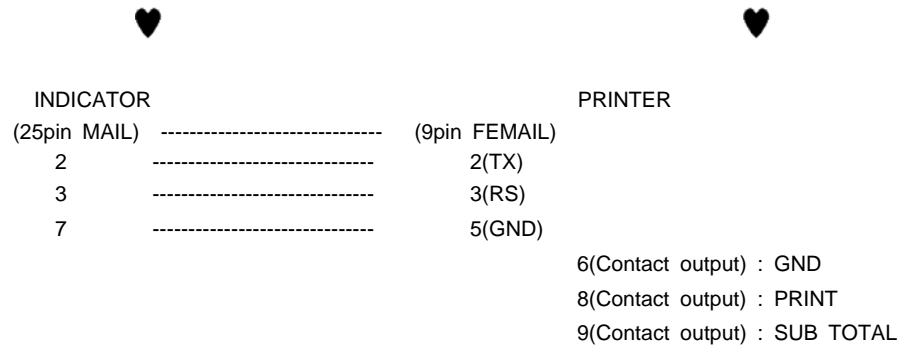 INDICATOR PRINTER
(25pin MAIL) ------------------------------- (9pin FEMAIL)
2 ------------------------------- 2(TX)
3 ------------------------------- 3(RS)
7 ------------------------------- 5(GND)
6(Contact output) : GND
8(Contact output) : PRINT
9(Contact output) : SUB TOTAL